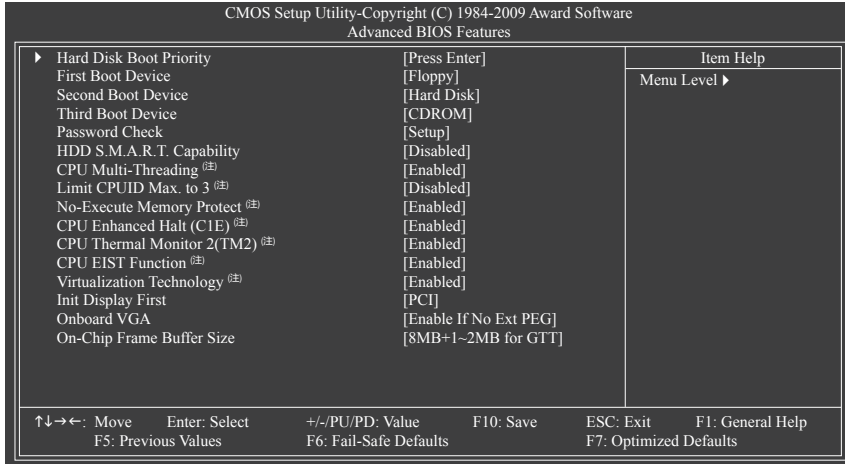 CMOS Setup Utility-Copyright (C) 1984-2009 Award Software
Advanced BIOS Features
Hard Disk Boot Priority [Press Enter] Item Help
First Boot Device [Floppy] Menu Level
Second Boot Device [Hard Disk]
Third Boot Device [CDROM]
Password Check [Setup]
HDD S.M.A.R.T. Capability [Disabled]
CPU Multi-Threading (注) [Enabled]
Limit CPUID Max. to 3 (注) [Disabled]
No-Execute Memory Protect (注) [Enabled]
CPU Enhanced Halt (C1E) (注) [Enabled]
CPU Thermal Monitor 2(TM2) (注) [Enabled]
CPU EIST Function (注) [Enabled]
Virtualization Technology (注) [Enabled]
Init Display First [PCI]
Onboard VGA [Enable If No Ext PEG]
On-Chip Frame Buffer Size [8MB+1~2MB for GTT]
↑↓→←: Move Enter: Select +/-/PU/PD: Value F10: Save ESC: Exit F1: General Help
F5: Previous Values F6: Fail-Safe Defaults F7: Optimized Defaults